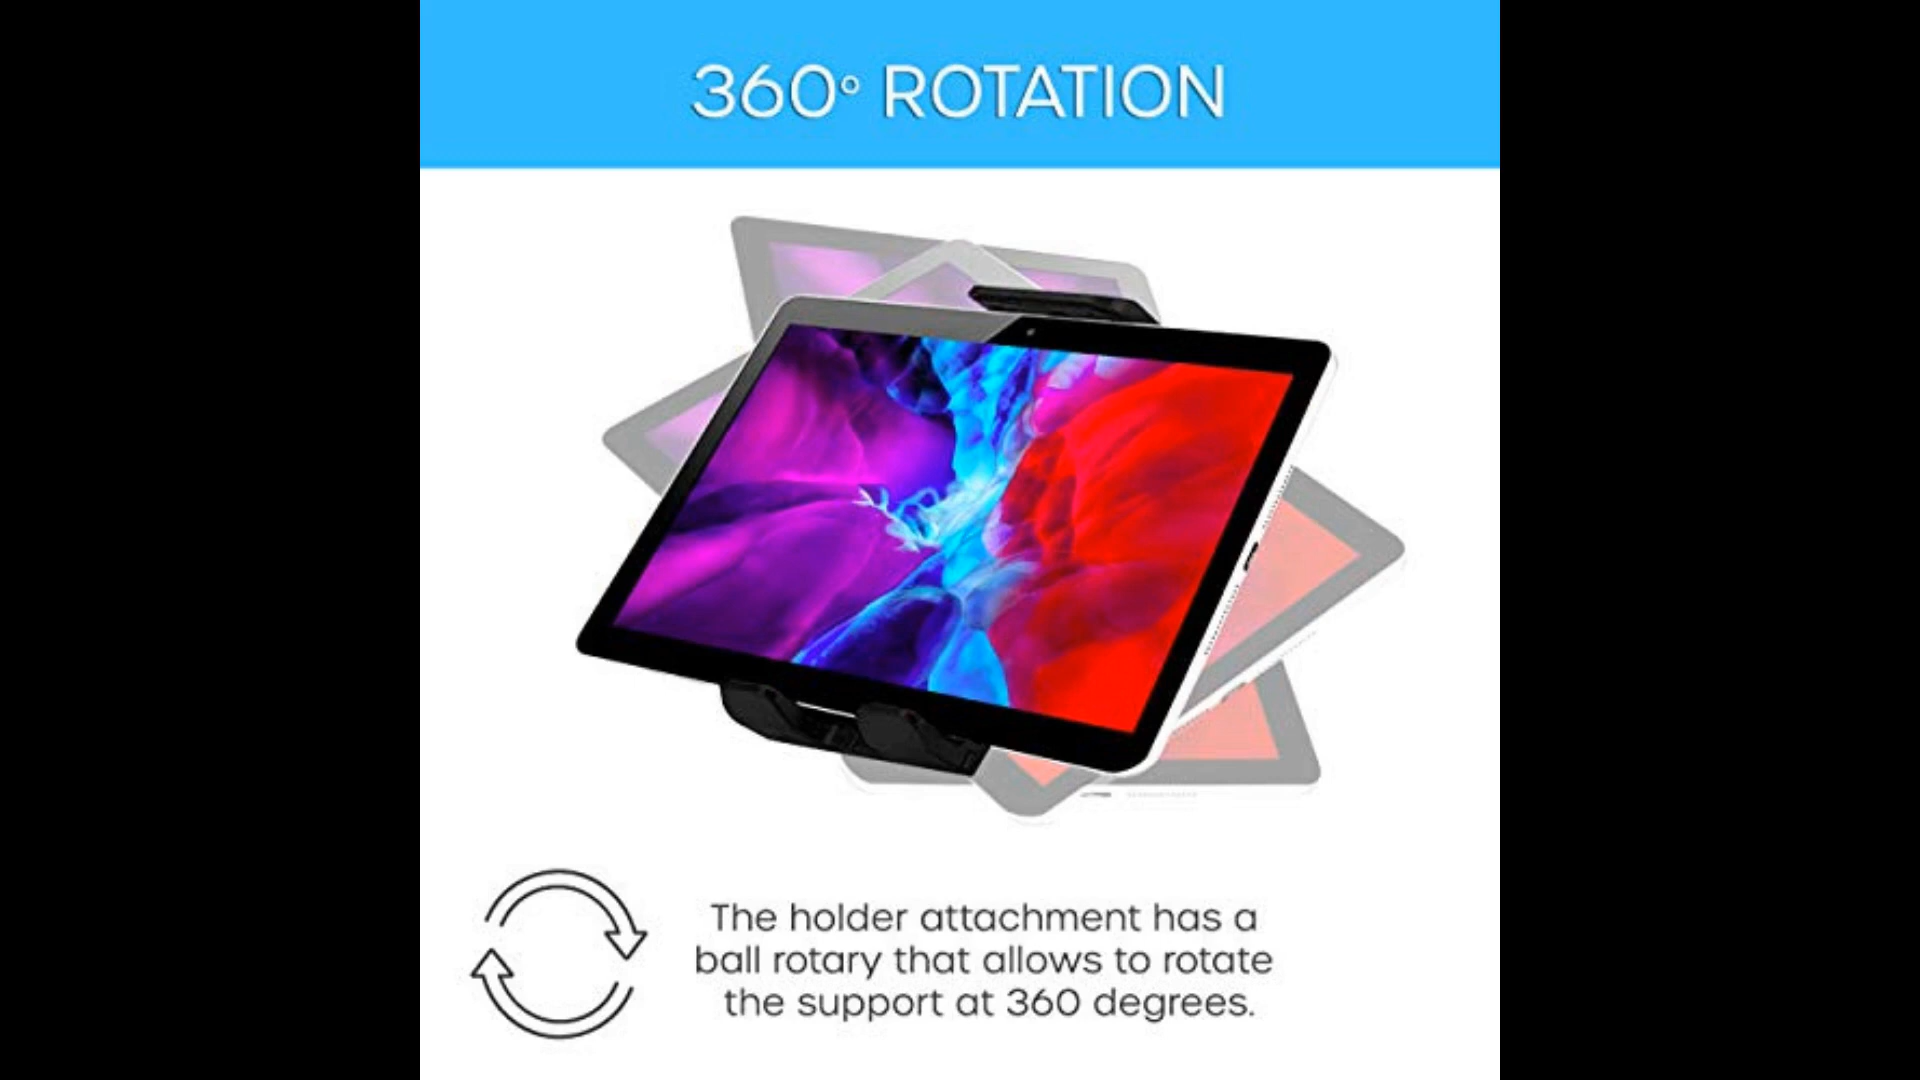 360° ROTATION
The holder attachment has a
ball rotary that allows to rotate
the support at 360 degrees.